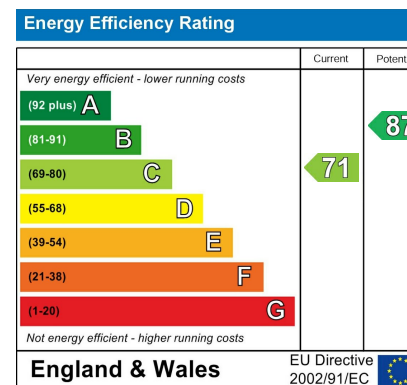 Energy Efficiency Rating
Current
Potent
Very energy efficient - lower running costs
(92 plus) A
(81-91) B
87
(69-80) C
71
(55-68) D
(39-54) E
(21-38) F
(1-20) G
Not energy efficient - higher running costs
England & Wales
EU Directive
2002/91/EC